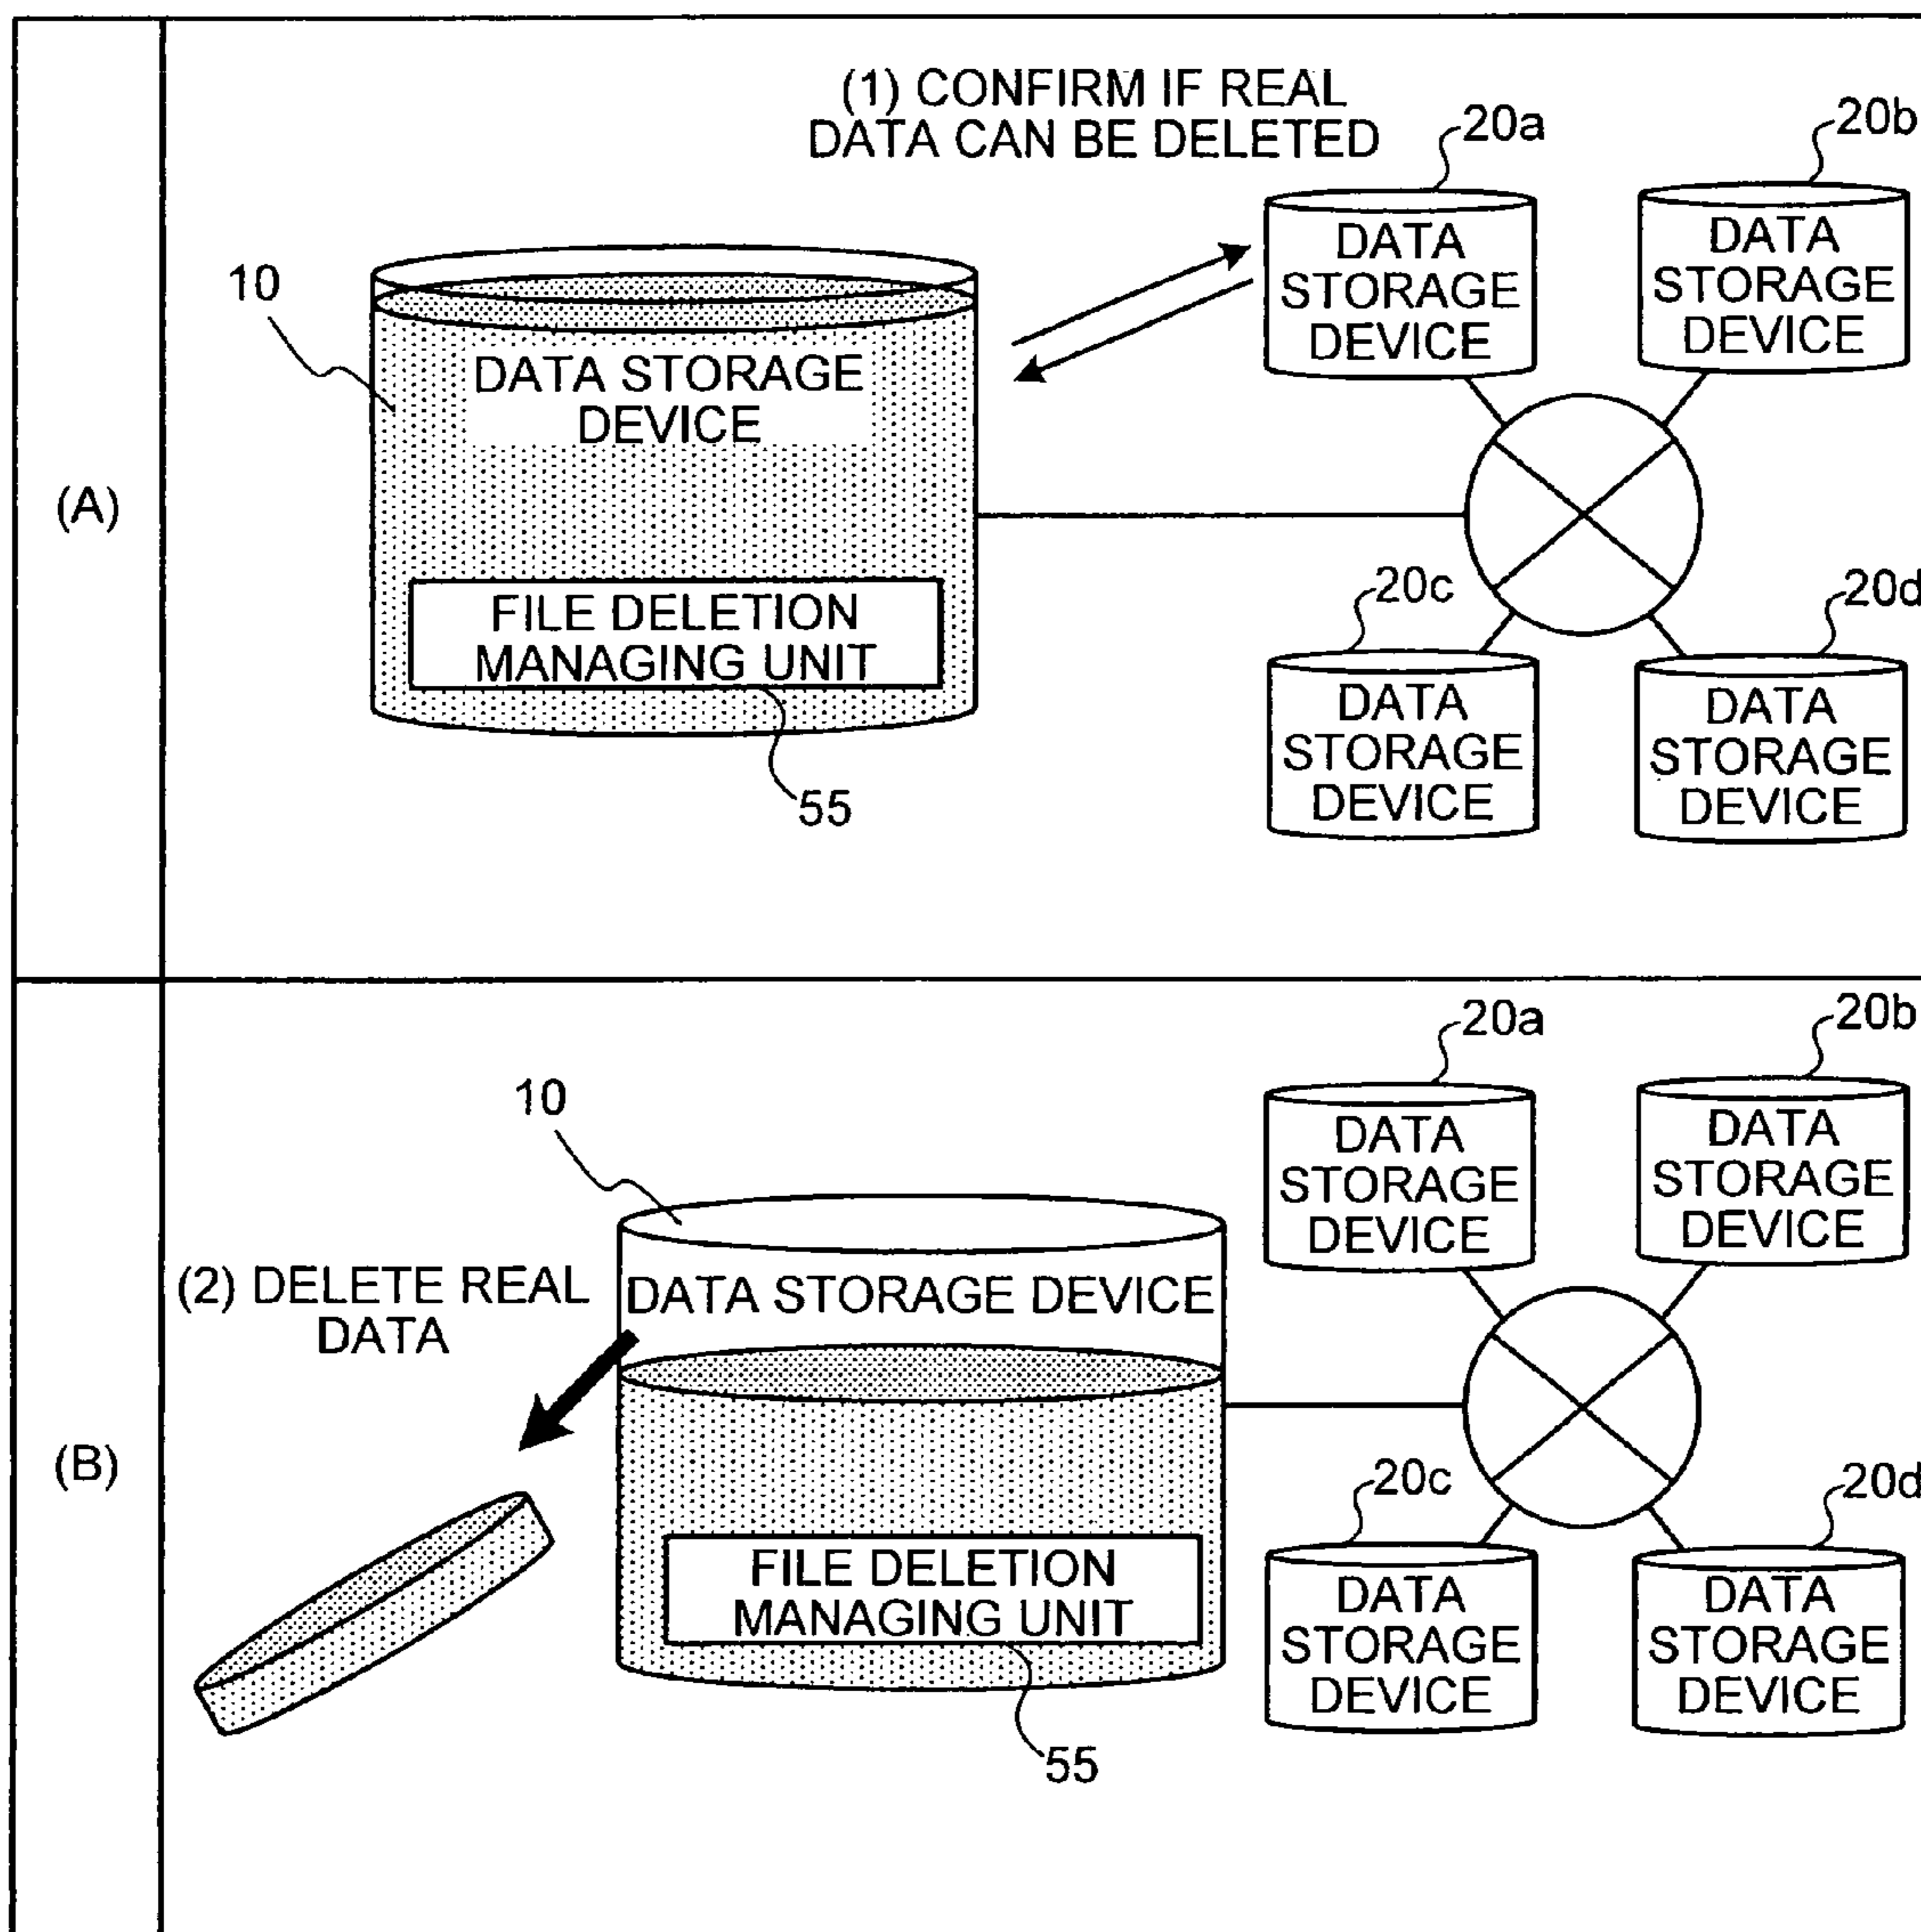 (A)
(1) CONFIRM IF REAL
DATA CAN BE DELETED
20a
20b
10
DATA STORAGE
DEVICE
DATA
STORAGE
DEVICE
DATA
STORAGE
DEVICE
FILE DELETION
MANAGING UNIT
55
20c
20d
DATA
STORAGE
DEVICE
DATA
STORAGE
DEVICE
(B)
20a
20b
10
DATA
STORAGE
DEVICE
DATA
STORAGE
DEVICE
(2) DELETE REAL
DATA
DATA STORAGE DEVICE
FILE DELETION
MANAGING UNIT
55
20c
20d
DATA
STORAGE
DEVICE
DATA
STORAGE
DEVICE